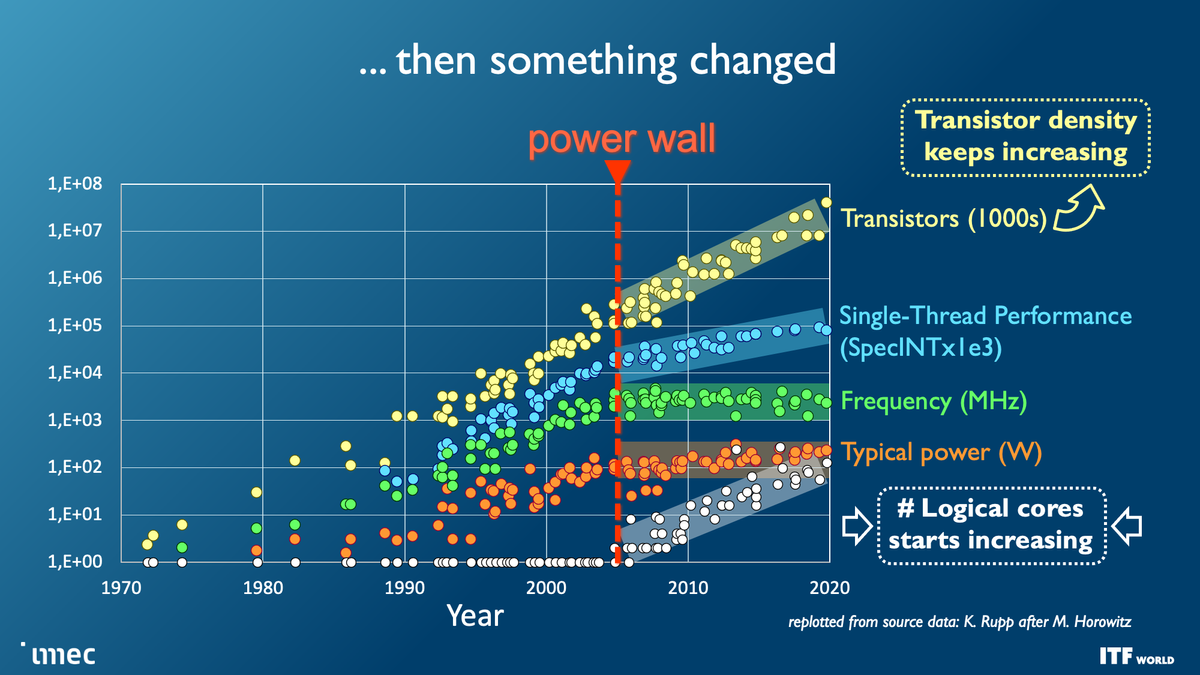 ... then something changed
power wall
Transistor density
keeps increasing
1,E+08
1,E+07
1,E+06
1,E+05
1,E+04
1,E+03
1,E+02
1,E+01
1,E+00
Transistors (1000s)
Single-Thread Performance
(SpecINTx1e3)
Frequency (MHz)
Typical power (W)
# Logical cores
starts increasing
1970
1980
1990
2000
2010
2020
Year
replotted from source data: K. Rupp after M. Horowitz
imec
ITF WORLD